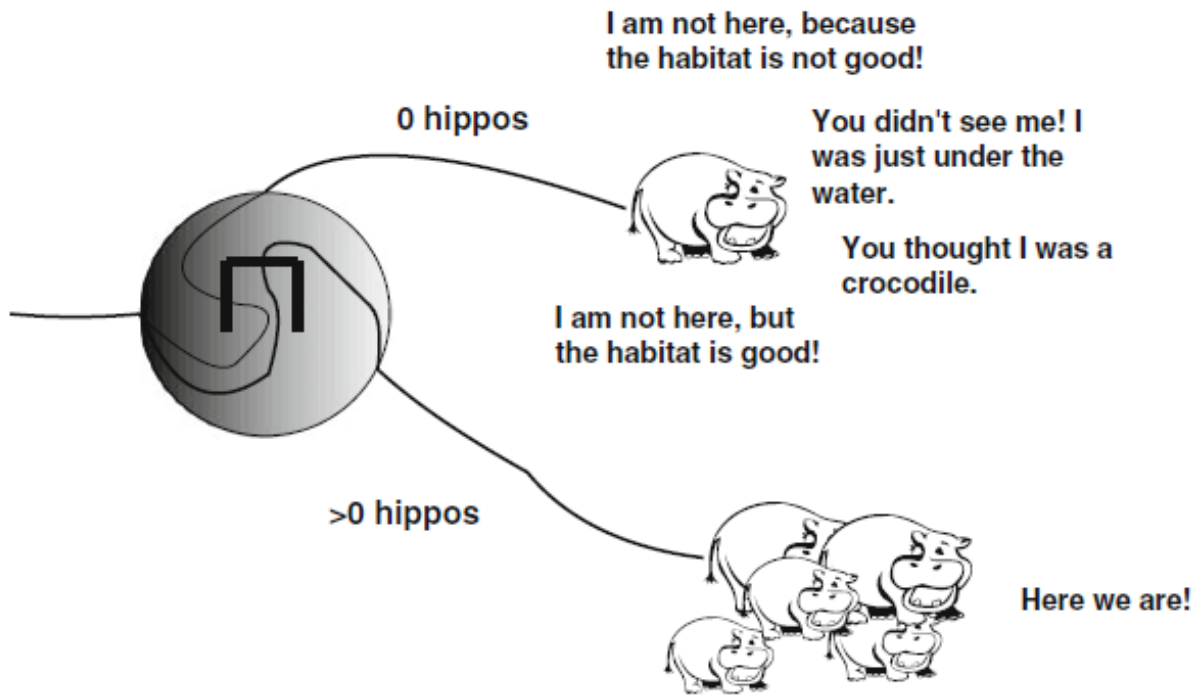 I am not here, because
the habitat is not good!
0 hippos
You didn't see me! I
was just under the
water.
You thought I was a
crocodile.
I am not here, but
the habitat is good!
>0 hippos
Here we are!